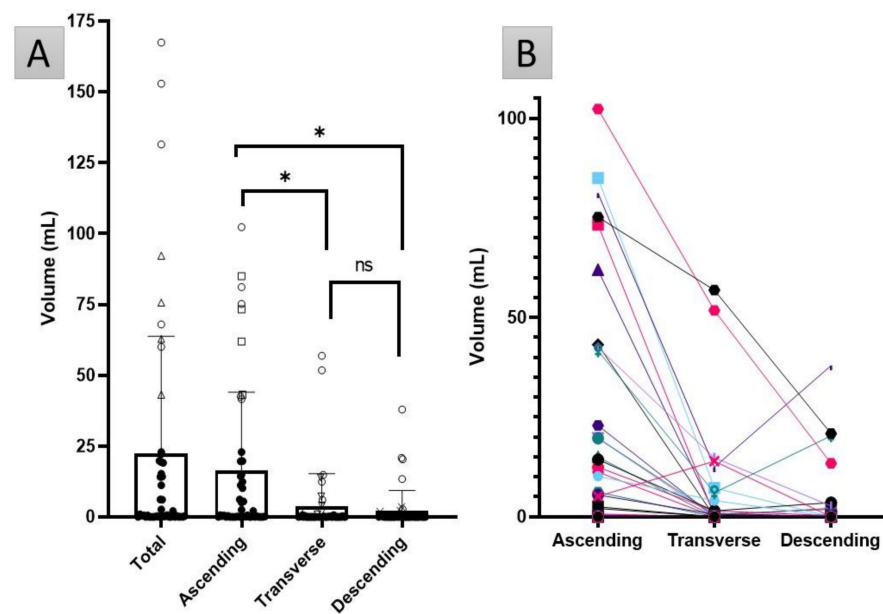 A
Volume (mL)
175
150
125
100
75
50
25
0
*
*
ns
Total
Ascending
Transverse
Descending
B
Volume (mL)
100
50
0
Ascending
Transverse
Descending